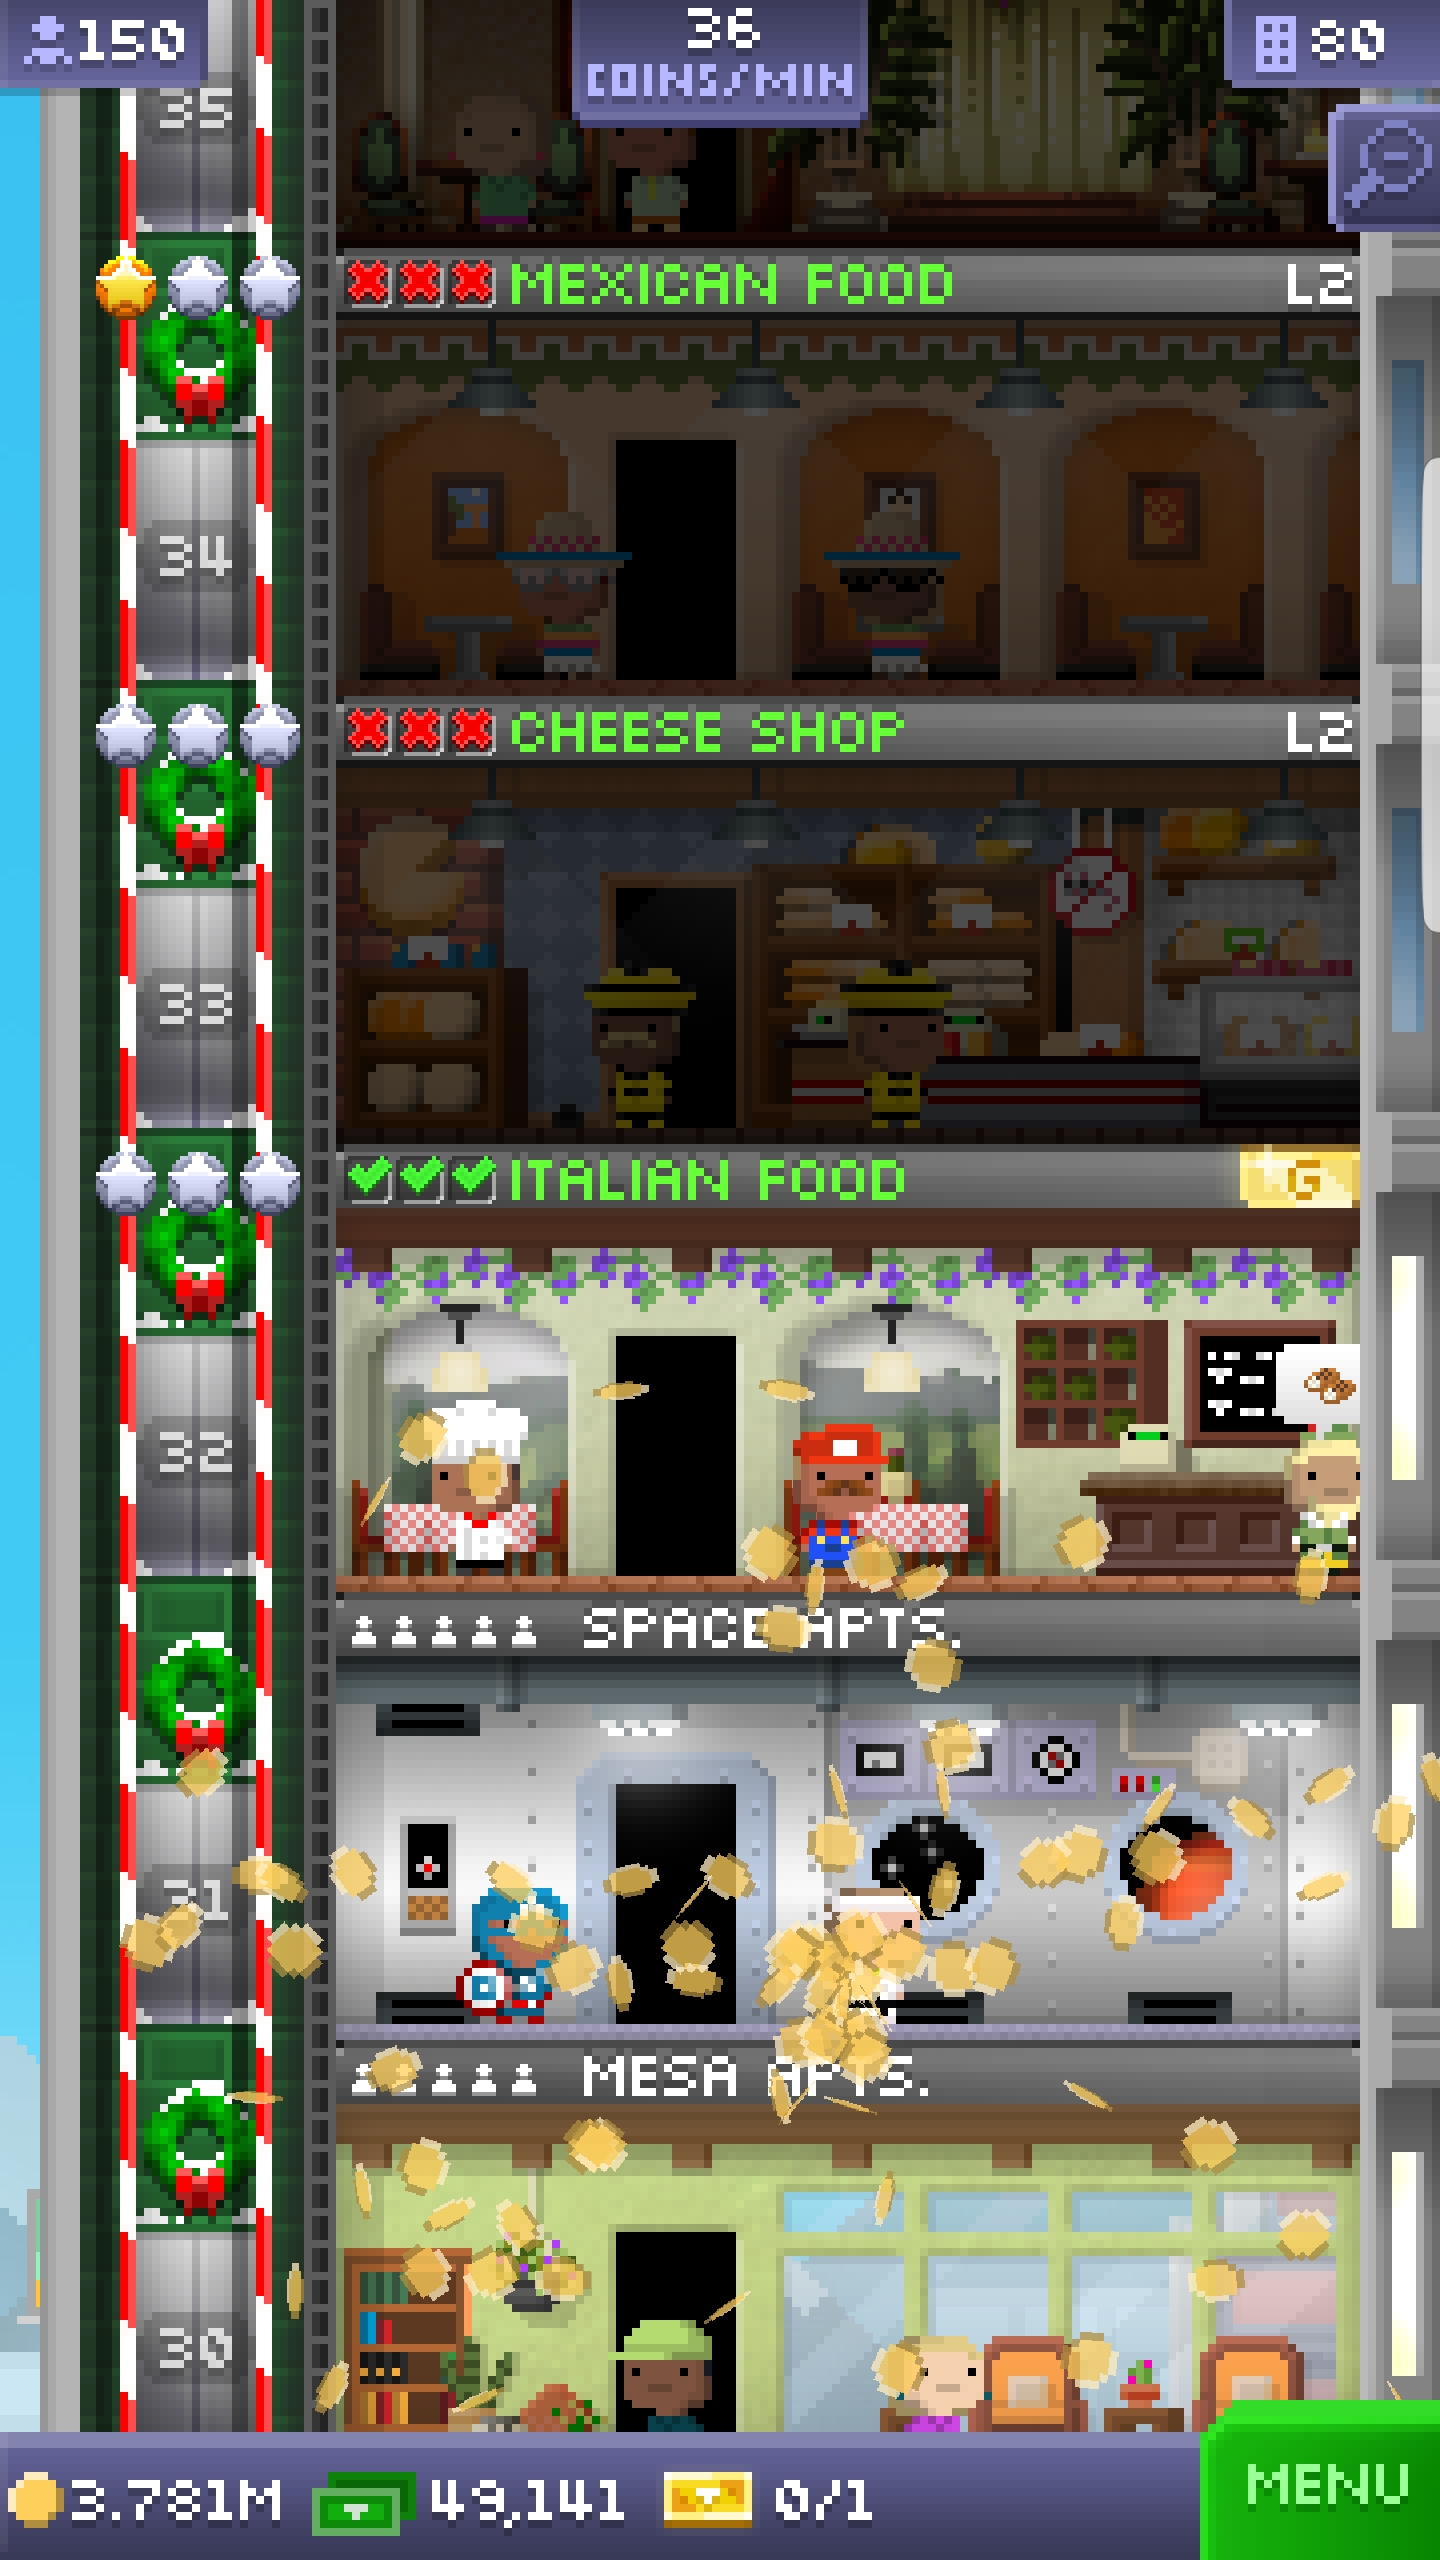 150
36
COINS/MIN
80
35
MEXICAN FOOD L2
34
CHEESE SHOP L2
33
ITALIAN FOOD G
32
SPACE APTS.
31
MESA APTS.
30
3.781M 49,141 0/1
MENU